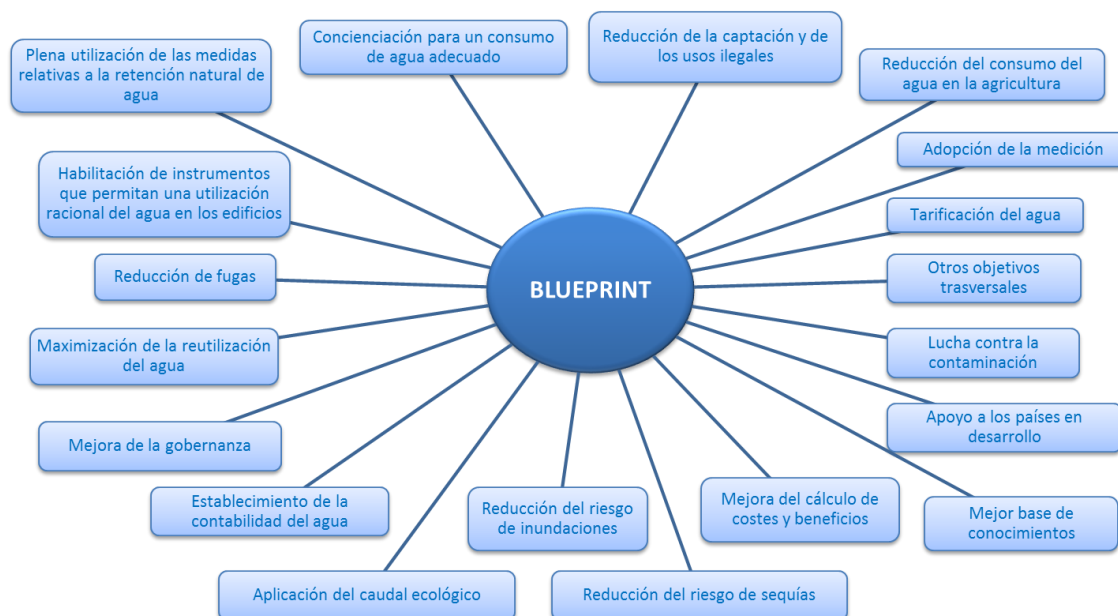 Plena utilización de las medidas
relativas a la retención natural de
agua
Concienciación para un consumo
de agua adecuado
Reducción de la captación y de
los usos ilegales
Reducción del consumo del
agua en la agricultura
Habilitación de instrumentos
que permitan una utilización
racional del agua en los edificios
Adopción de la medición
Tarificación del agua
Reducción de fugas
BLUEPRINT
Otros objetivos
trasversales
Maximización de la reutilización
del agua
Lucha contra la
contaminación
Mejora de la gobernanza
Apoyo a los países en
desarrollo
Establecimiento de la
contabilidad del agua
Reducción del riesgo
de inundaciones
Mejora del cálculo de
costes y beneficios
Mejor base de
conocimientos
Aplicación del caudal ecológico
Reducción del riesgo de sequías